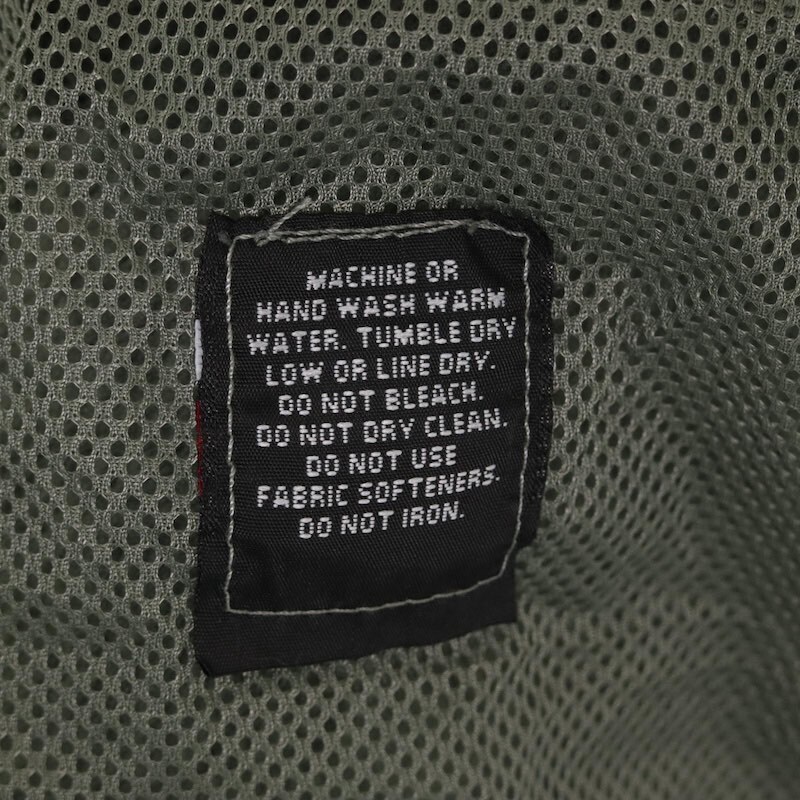 MACHINE OR
HAND WASH WARM
WATER. TUMBLE DRY
LOW OR LINE DRY.
DO NOT BLEACH.
DO NOT DRY CLEAN.
DO NOT USE
FABRIC SOFTENERS.
DO NOT IRON.